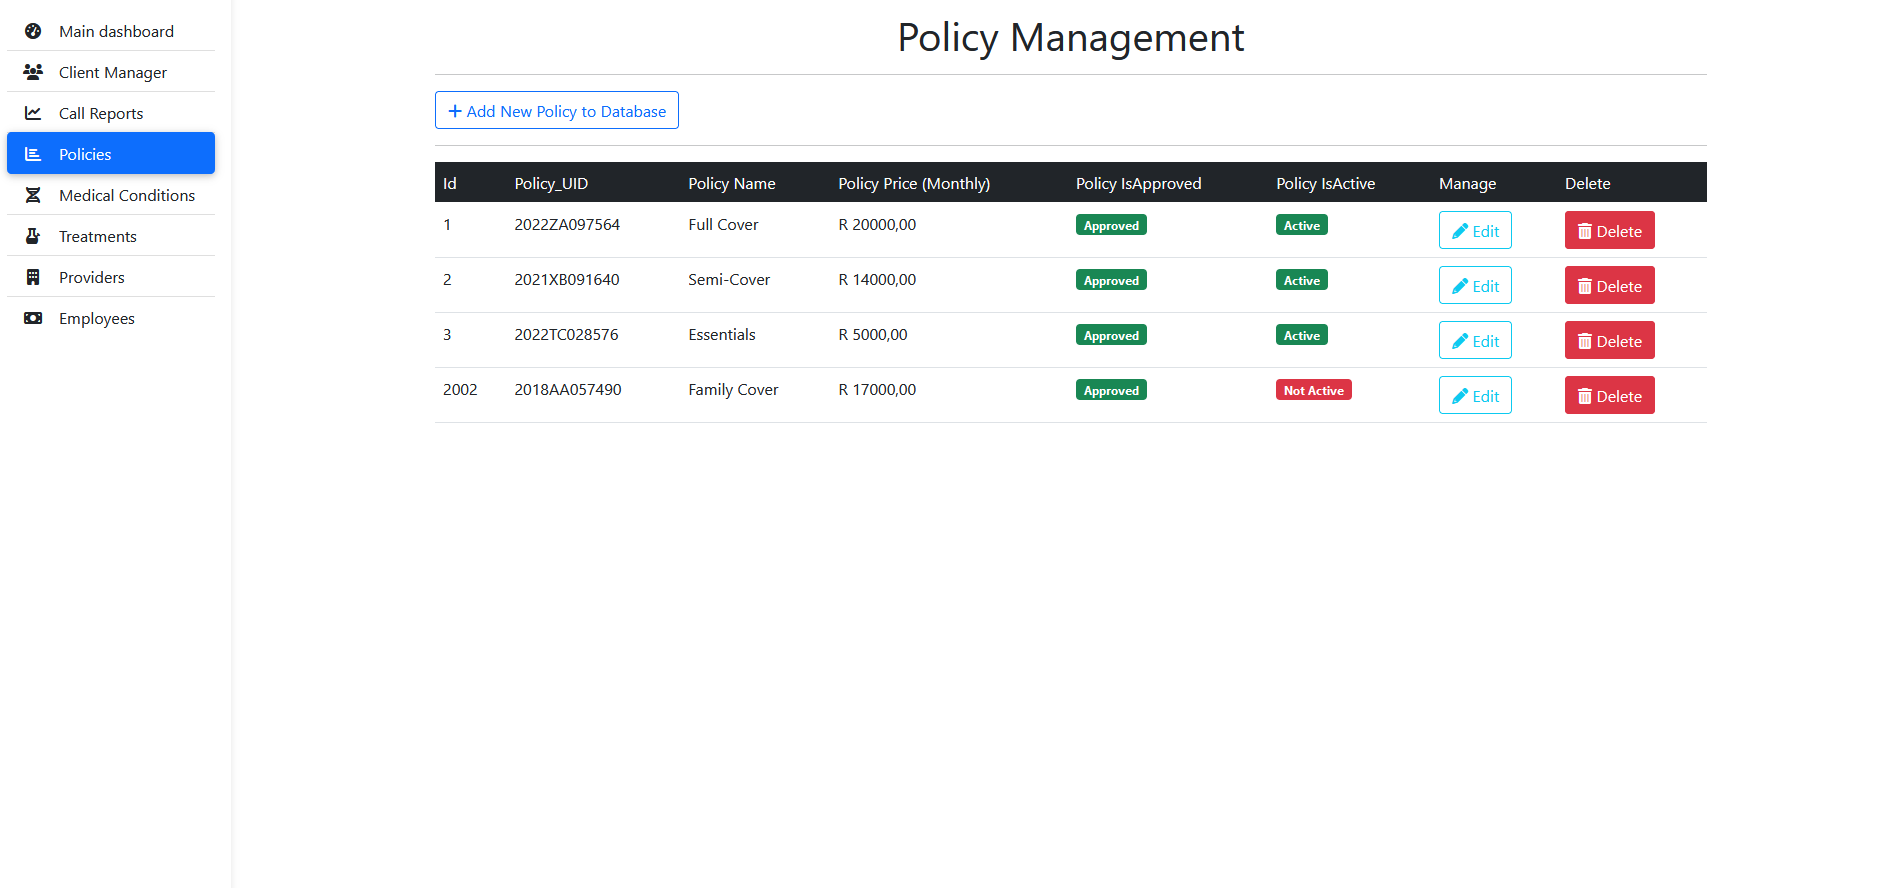 Main dashboard
Client Manager
Call Reports
Policies
Medical Conditions
Treatments
Providers
Employees
Policy Management
Add New Policy to Database
Id Policy_UID Policy Name Policy Price (Monthly) Policy IsApproved Policy IsActive Manage Delete
1 2022ZA097564 Full Cover R 20000,00 Approved Active Edit Delete
2 2021XB091640 Semi-Cover R 14000,00 Approved Active Edit Delete
3 2022TC028576 Essentials R 5000,00 Approved Active Edit Delete
2002 2018AA057490 Family Cover R 17000,00 Approved Not Active Edit Delete